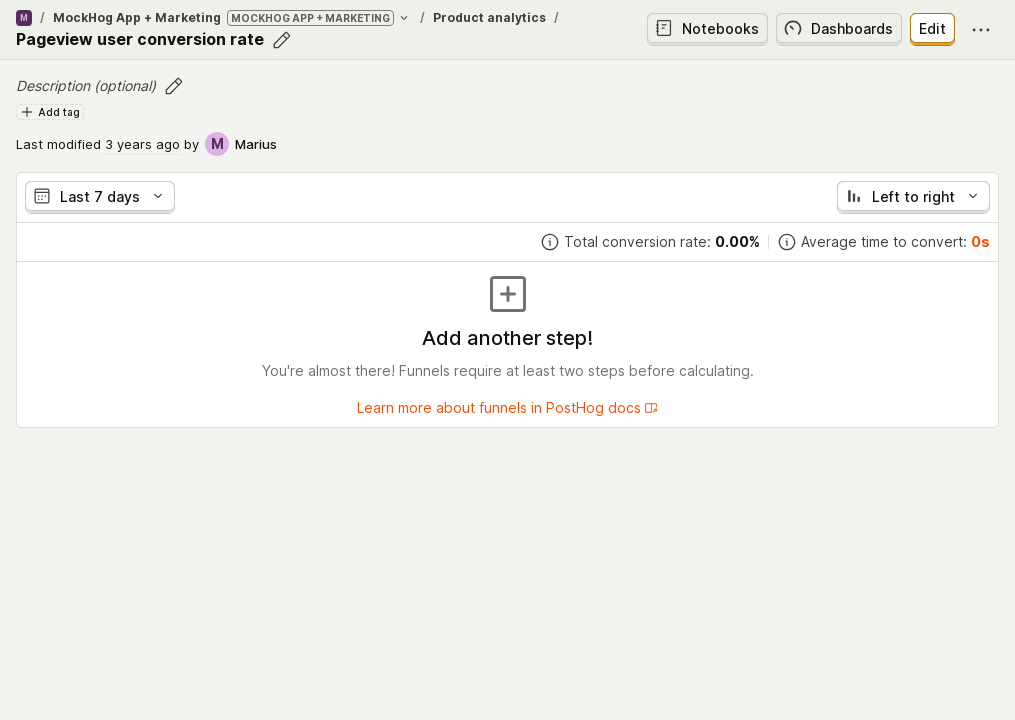 M / MockHog App + Marketing MOCKHOG APP + MARKETING / Product analytics /
Pageview user conversion rate
Notebooks
Dashboards
Edit
Description (optional)
Add tag
Last modified 3 years ago by M Marius
Last 7 days
Left to right
Total conversion rate: 0.00%
Average time to convert: 0s
Add another step!
You're almost there! Funnels require at least two steps before calculating.
Learn more about funnels in PostHog docs